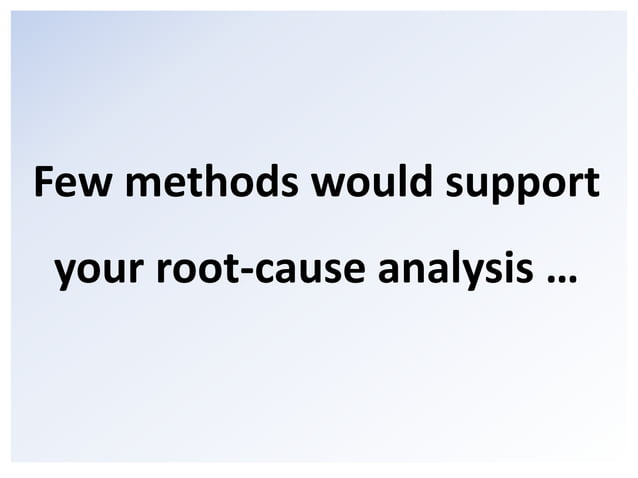 Few methods would support
your root-cause analysis …